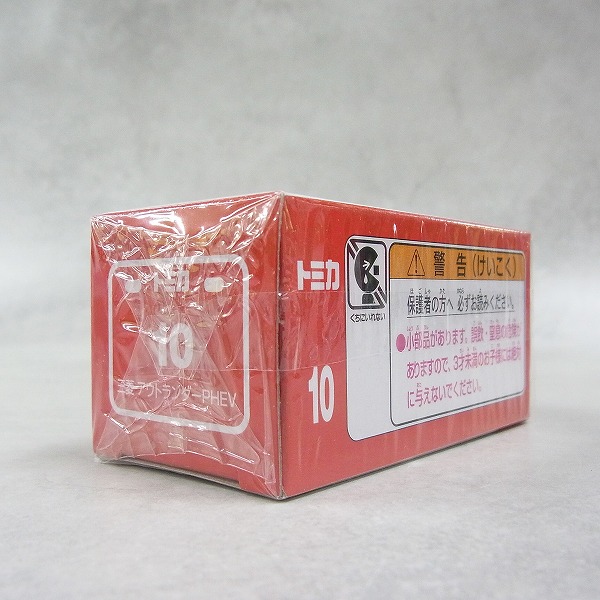 トミカ
10
三菱アウトランダーPHEV
トミカ
10
くちにいれない
⚠ 警告(けいこく)
保護者の方へ 必ずお読みください。
●小部品があります。誤飲・窒息の危険が
ありますので、3才未満のお子様には絶対
に与えないでください。